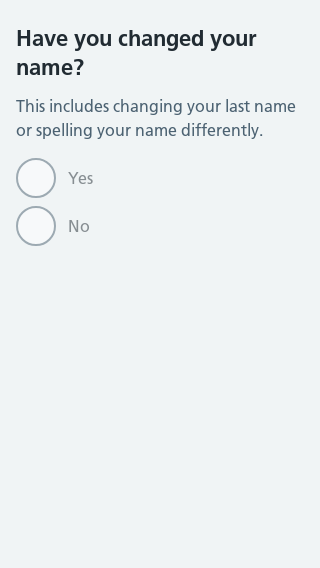 Have you changed your
name?
This includes changing your last name
or spelling your name differently.
Yes
No